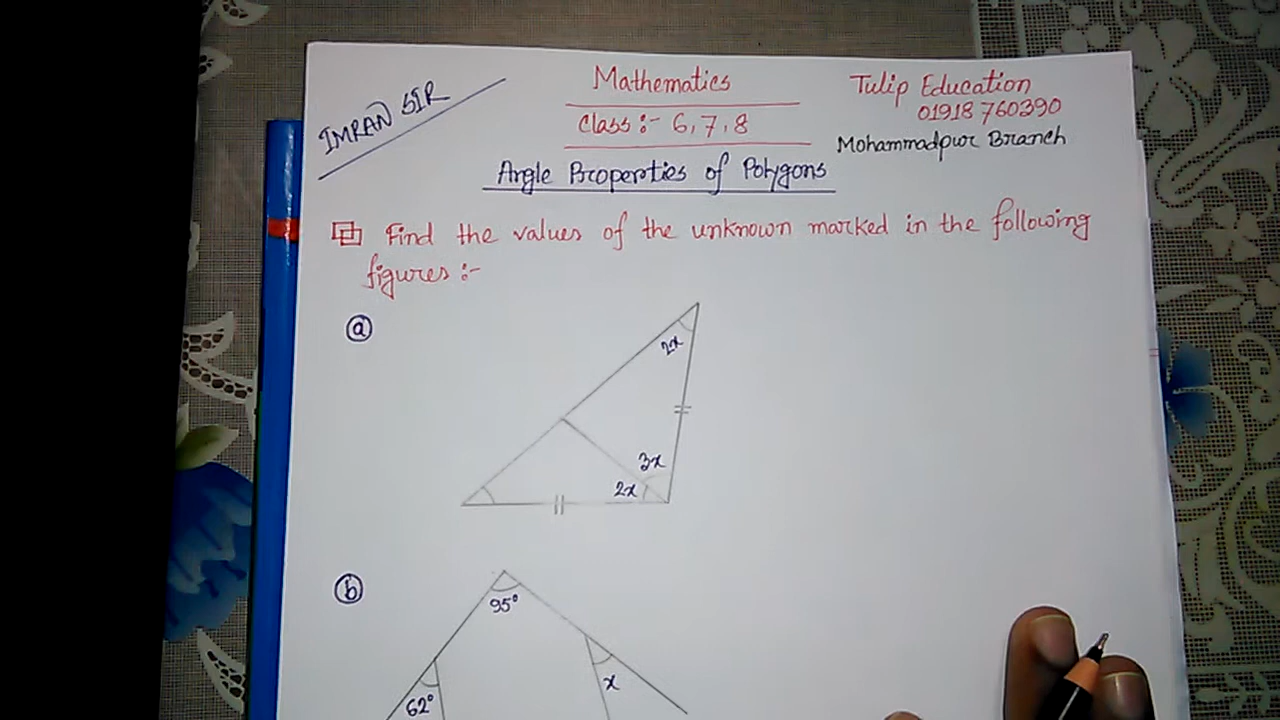 IMRAN SIR
Mathematics
Class :- 6, 7, 8
Tulip Education
01918 760390
Mohammadpur Branch
Angle Properties of Polygons
Find the values of the unknown marked in the following
figures :-
a
2x
3x
2x
b
95°
62°
x